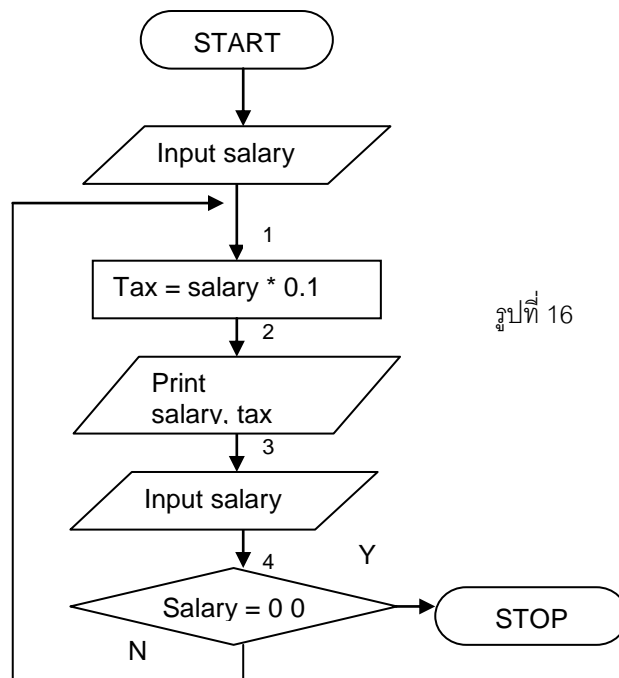 START
Input salary
1
Tax = salary * 0.1
รูปที่ 16
2
Print
salary, tax
3
Input salary
4
Y
Salary = 0 0
STOP
N